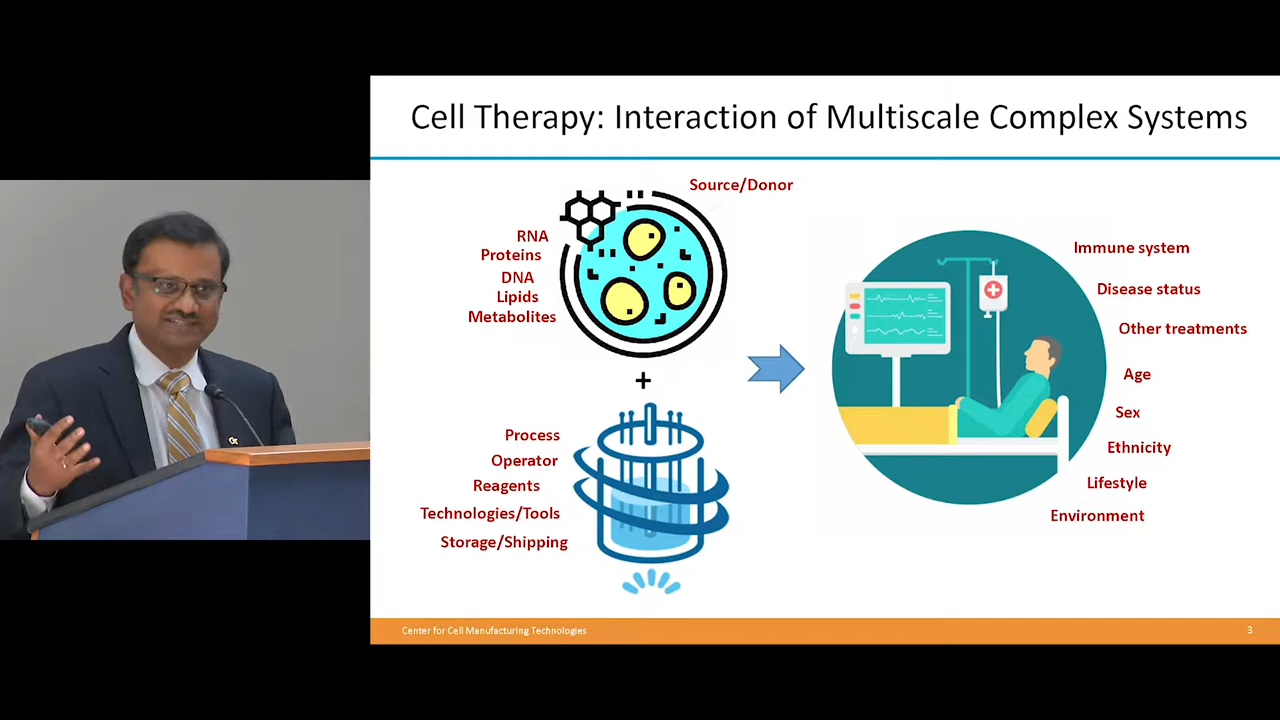 Cell Therapy: Interaction of Multiscale Complex Systems
Source/Donor
RNA
Proteins
DNA
Lipids
Metabolites
+
Process
Operator
Reagents
Technologies/Tools
Storage/Shipping
Immune system
Disease status
Other treatments
Age
Sex
Ethnicity
Lifestyle
Environment
Center for Cell Manufacturing Technologies
3